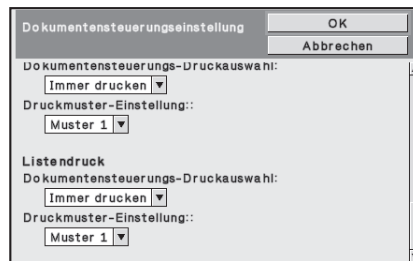 Dokumentensteuerungseinstellung
OK
Abbrechen
Dokumentensteuerungs-Druckauswahl:
Immer drucken
Druckmuster-Einstellung::
Muster 1
Listendruck
Dokumentensteuerungs-Druckauswahl:
Immer drucken
Druckmuster-Einstellung::
Muster 1